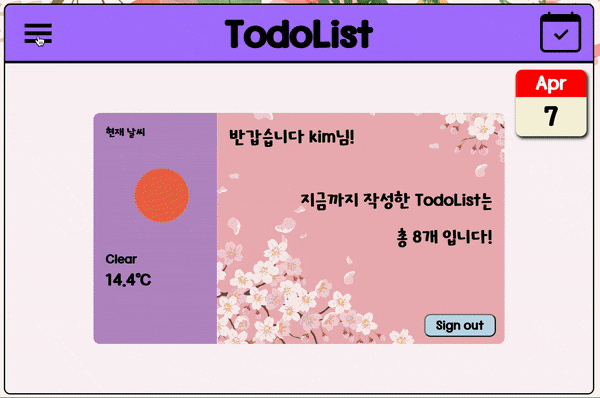 TodoList
Apr
7
현재 날씨
Clear
14.4℃
반갑습니다 kim님!
지금까지 작성한 TodoList는
총 8개 입니다!
Sign out